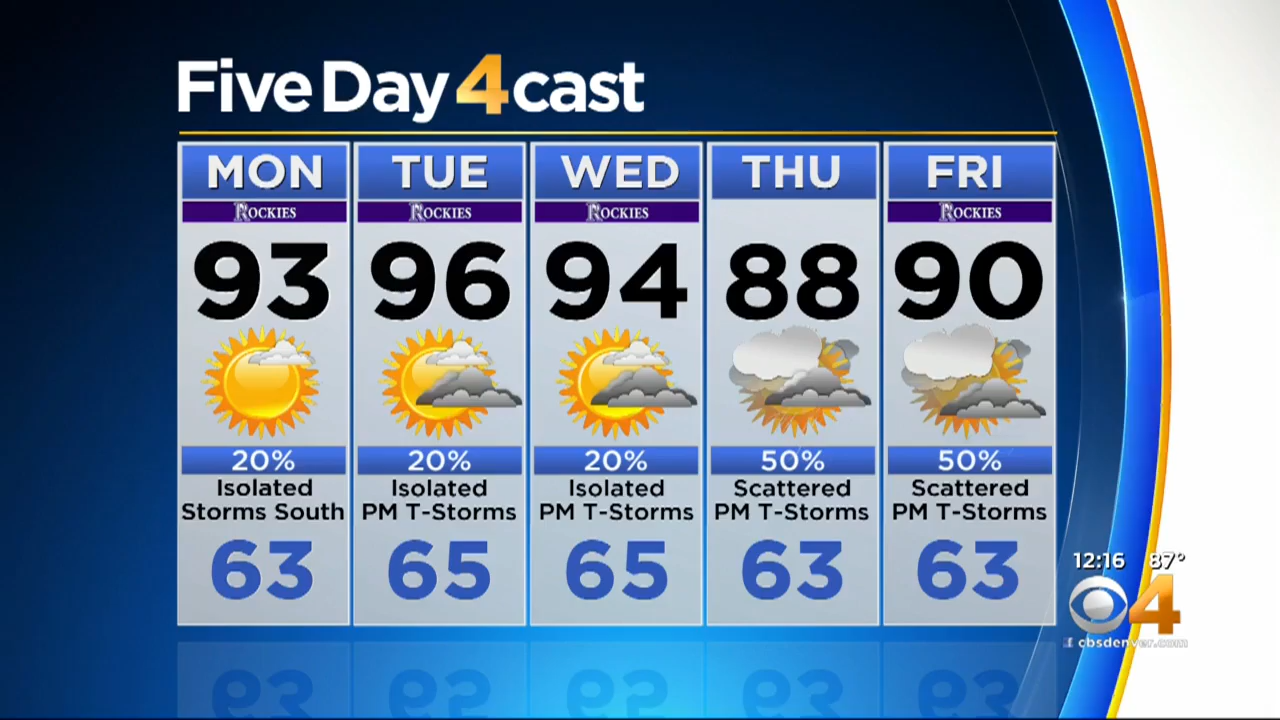 Five Day 4cast
MON TUE WED THU FRI
ROCKIES ROCKIES ROCKIES ROCKIES
93 96 94 88 90
20% 20% 20% 50% 50%
Isolated Isolated Isolated Scattered Scattered
Storms South PM T-Storms PM T-Storms PM T-Storms PM T-Storms
63 65 65 63 63
12:16 87°
4
cbsdenver.com